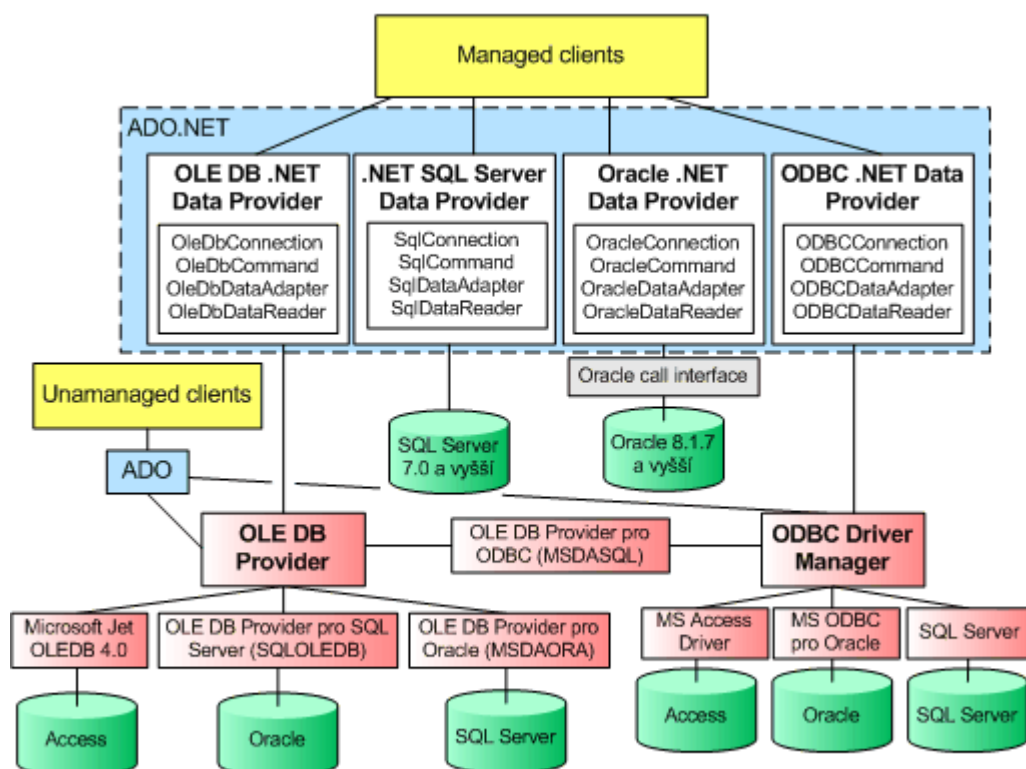 Managed clients
ADO.NET
OLE DB .NET
Data Provider
OleDbConnection
OleDbCommand
OleDbDataAdapter
OleDbDataReader
.NET SQL Server
Data Provider
SqlConnection
SqlCommand
SqlDataAdapter
SqlDataReader
Oracle .NET
Data Provider
OracleConnection
OracleCommand
OracleDataAdapter
OracleDataReader
ODBC .NET Data
Provider
ODBCConnection
ODBCCommand
ODBCDataAdapter
ODBCDataReader
Unamanaged clients
Oracle call interface
ADO
SQL Server
7.0 a vyšší
Oracle 8.1.7
a vyšší
OLE DB
Provider
OLE DB Provider pro
ODBC (MSDASQL)
ODBC Driver
Manager
Microsoft Jet
OLEDB 4.0
OLE DB Provider pro SQL
Server (SQLOLEDB)
OLE DB Provider pro
Oracle (MSDAORA)
MS Access
Driver
MS ODBC
pro Oracle
SQL Server
Access
Oracle
SQL Server
Access
Oracle
SQL Server